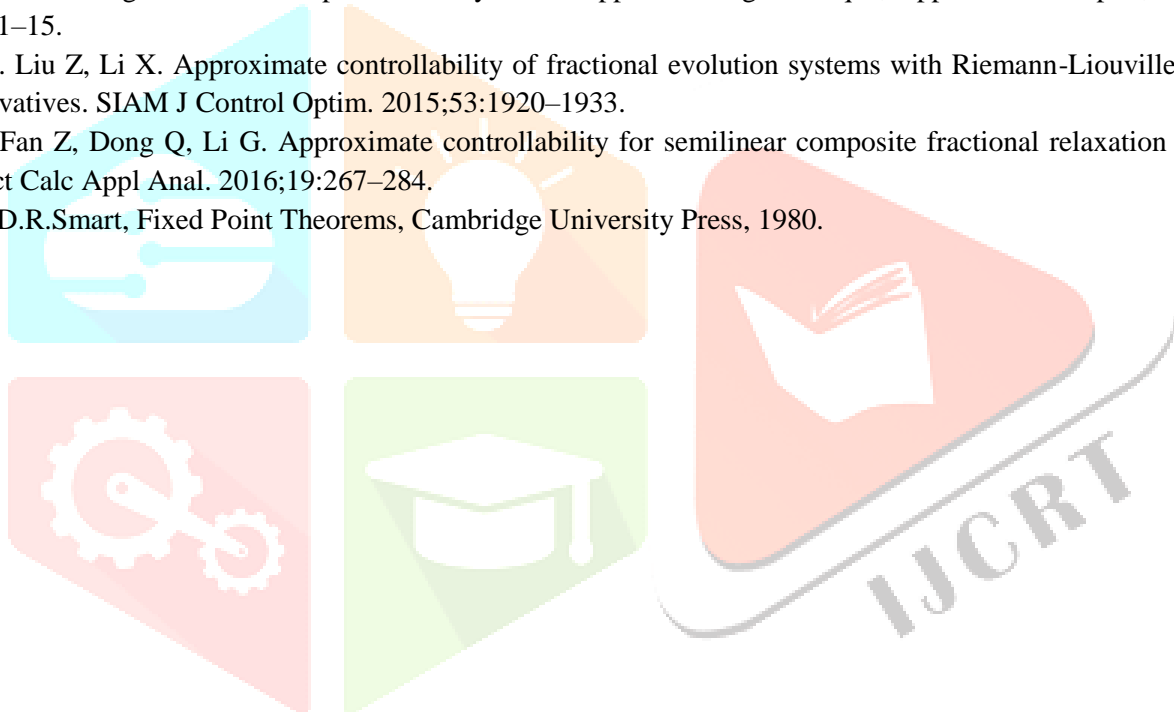 1–15.
. Liu Z, Li X. Approximate controllability of fractional evolution systems with Riemann-Liouville
vatives. SIAM J Control Optim. 2015;53:1920–1933.
Fan Z, Dong Q, Li G. Approximate controllability for semilinear composite fractional relaxation
ct Calc Appl Anal. 2016;19:267–284.
D.R.Smart, Fixed Point Theorems, Cambridge University Press, 1980.
IJCRT